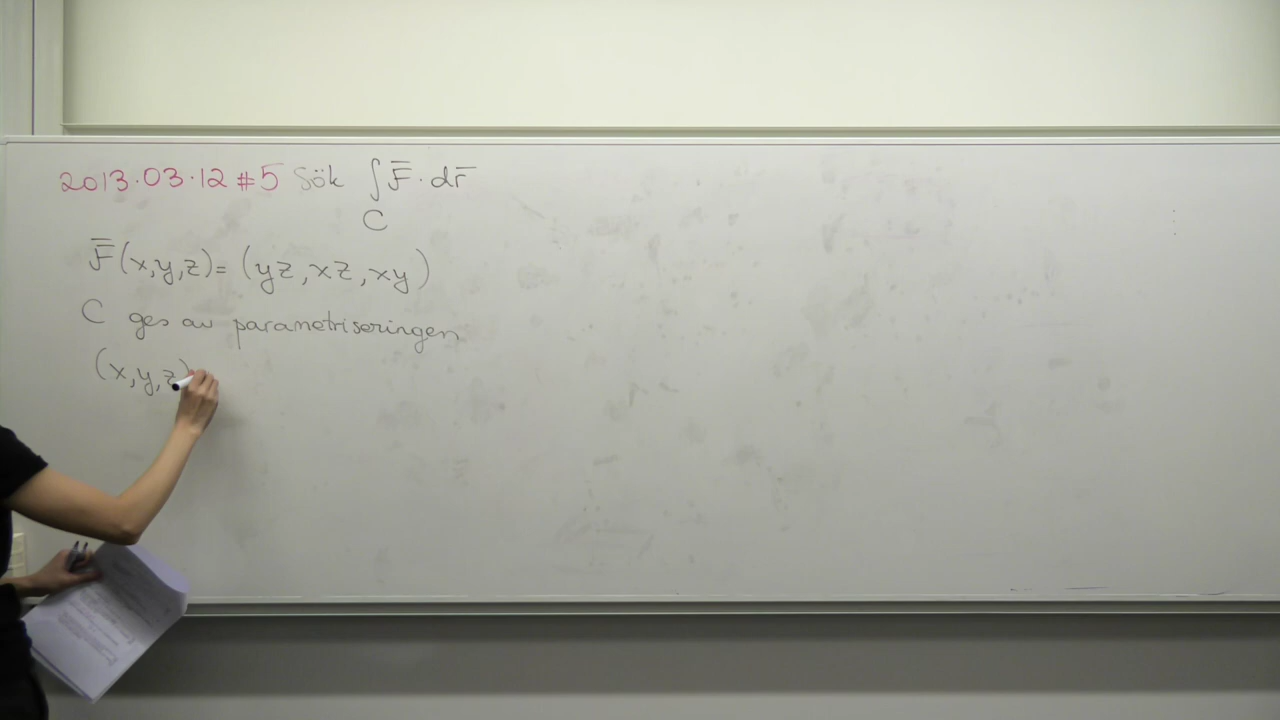 2013.03.12 #5 Sök ∫ F̅ · dr̅
C
F̅(x,y,z) = (yz, xz, xy)
C ges av parametriseringen
(x,y,z)